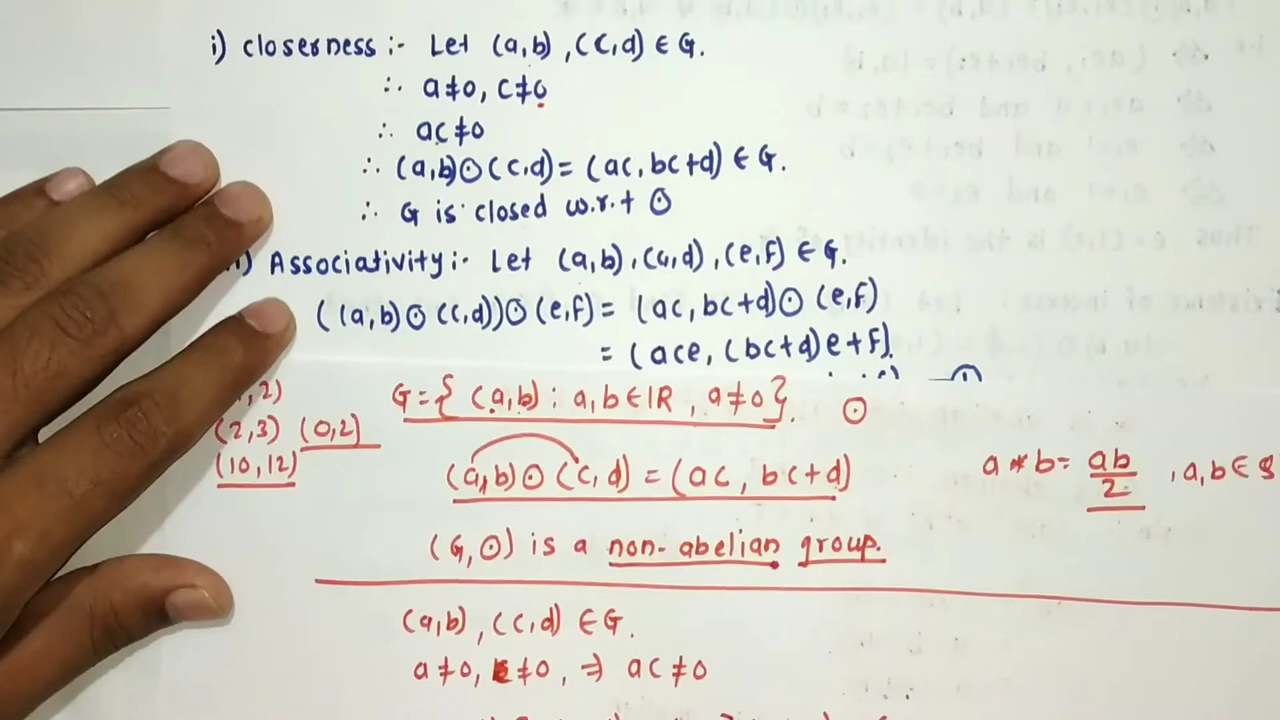 i) closerness :- Let (a,b), (c,d) ∈ G.
∴ a≠0, c≠0
∴ ac≠0
∴ (a,b)⊙(c,d)= (ac, bc+d) ∈ G.
∴ G is closed w.r.t ⊙
) Associativity:- Let (a,b), (c,d), (e,f) ∈ G.
((a,b)⊙(c,d))⊙(e,f)= (ac, bc+d)⊙(e,f)
= (ace, (bc+d)e+f).
,2)
G={ (a,b) : a,b∈IR, a≠0}. ⊙
(2,3) (0,2)
(10,12)
(a,b)⊙(c,d)=(ac, bc+d)
a*b= ab/2 , a,b∈
(G,⊙) is a non-abelian group.
(a,b), (c,d) ∈G.
a≠0, c≠0, ⇒ ac≠0